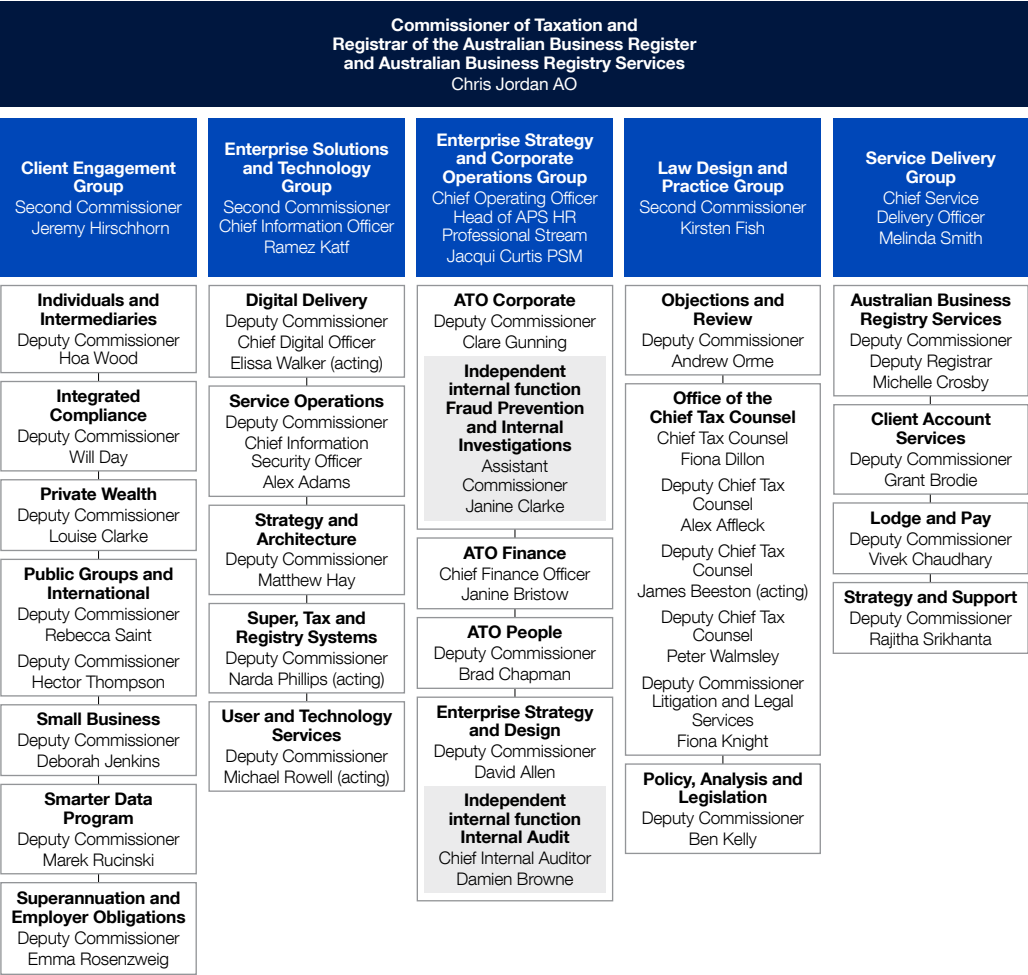 Commissioner of Taxation and
Registrar of the Australian Business Register
and Australian Business Registry Services
Chris Jordan AO
Client Engagement
Group
Second Commissioner
Jeremy Hirschhorn
Individuals and
Intermediaries
Deputy Commissioner
Hoa Wood
Integrated
Compliance
Deputy Commissioner
Will Day
Private Wealth
Deputy Commissioner
Louise Clarke
Public Groups and
International
Deputy Commissioner
Rebecca Saint
Deputy Commissioner
Hector Thompson
Small Business
Deputy Commissioner
Deborah Jenkins
Smarter Data
Program
Deputy Commissioner
Marek Rucinski
Superannuation and
Employer Obligations
Deputy Commissioner
Emma Rosenzweig
Enterprise Solutions
and Technology
Group
Second Commissioner
Chief Information Officer
Ramez Katf
Digital Delivery
Deputy Commissioner
Chief Digital Officer
Elissa Walker (acting)
Service Operations
Deputy Commissioner
Chief Information
Security Officer
Alex Adams
Strategy and
Architecture
Deputy Commissioner
Matthew Hay
Super, Tax and
Registry Systems
Deputy Commissioner
Narda Phillips (acting)
User and Technology
Services
Deputy Commissioner
Michael Rowell (acting)
Enterprise Strategy
and Corporate
Operations Group
Chief Operating Officer
Head of APS HR
Professional Stream
Jacqui Curtis PSM
ATO Corporate
Deputy Commissioner
Clare Gunning
Independent
internal function
Fraud Prevention
and Internal
Investigations
Assistant
Commissioner
Janine Clarke
ATO Finance
Chief Finance Officer
Janine Bristow
ATO People
Deputy Commissioner
Brad Chapman
Enterprise Strategy
and Design
Deputy Commissioner
David Allen
Independent
internal function
Internal Audit
Chief Internal Auditor
Damien Browne
Law Design and
Practice Group
Second Commissioner
Kirsten Fish
Objections and
Review
Deputy Commissioner
Andrew Orme
Office of the
Chief Tax Counsel
Chief Tax Counsel
Fiona Dillon
Deputy Chief Tax
Counsel
Alex Affleck
Deputy Chief Tax
Counsel
James Beeston (acting)
Deputy Chief Tax
Counsel
Peter Walmsley
Deputy Commissioner
Litigation and Legal
Services
Fiona Knight
Policy, Analysis and
Legislation
Deputy Commissioner
Ben Kelly
Service Delivery
Group
Chief Service
Delivery Officer
Melinda Smith
Australian Business
Registry Services
Deputy Commissioner
Deputy Registrar
Michelle Crosby
Client Account
Services
Deputy Commissioner
Grant Brodie
Lodge and Pay
Deputy Commissioner
Vivek Chaudhary
Strategy and Support
Deputy Commissioner
Rajitha Srikhanta